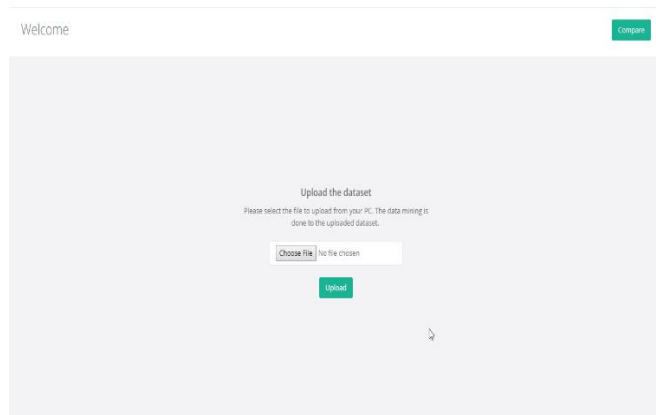 Welcome
Compare
Upload the dataset
Please select the file to upload from your PC. The data mining is
done to the uploaded dataset.
Choose File No file chosen
Upload